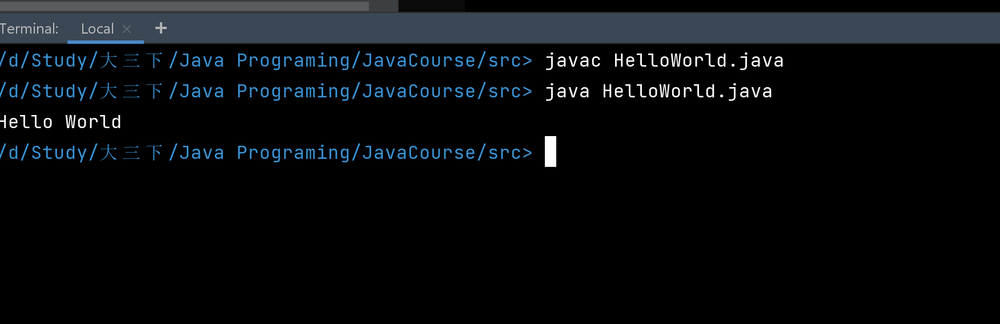 Terminal: Local × +
/d/Study/大三下/Java Programing/JavaCourse/src> javac HelloWorld.java
/d/Study/大三下/Java Programing/JavaCourse/src> java HelloWorld.java
Hello World
/d/Study/大三下/Java Programing/JavaCourse/src>